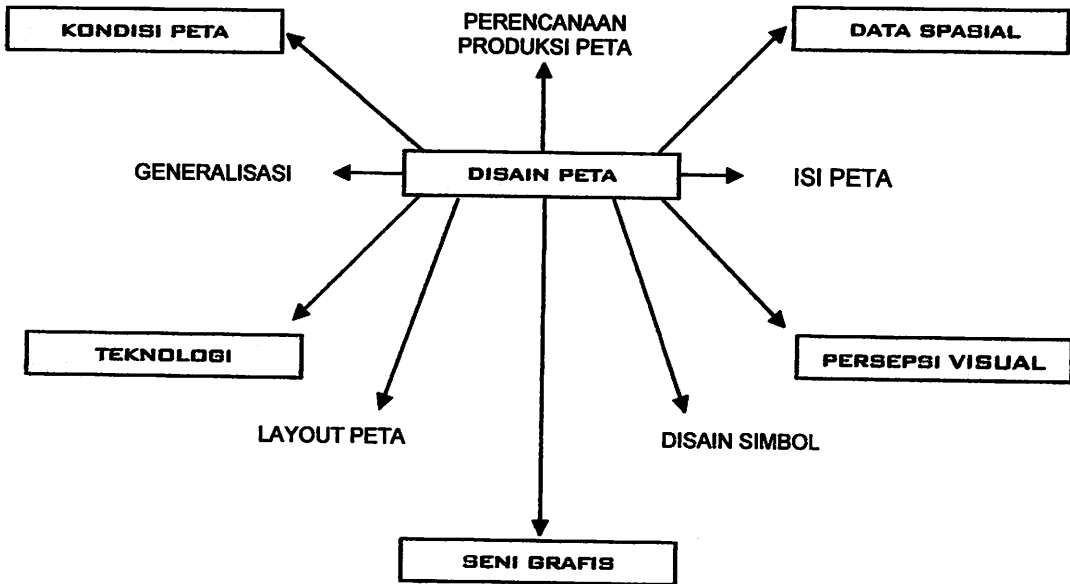 KONDISI PETA
PERENCANAAN
PRODUKSI PETA
DATA SPASIAL
GENERALISASI
DISAIN PETA
ISI PETA
TEKNOLOGI
PERSEPSI VISUAL
LAYOUT PETA
DISAIN SIMBOL
SENI GRAFIS